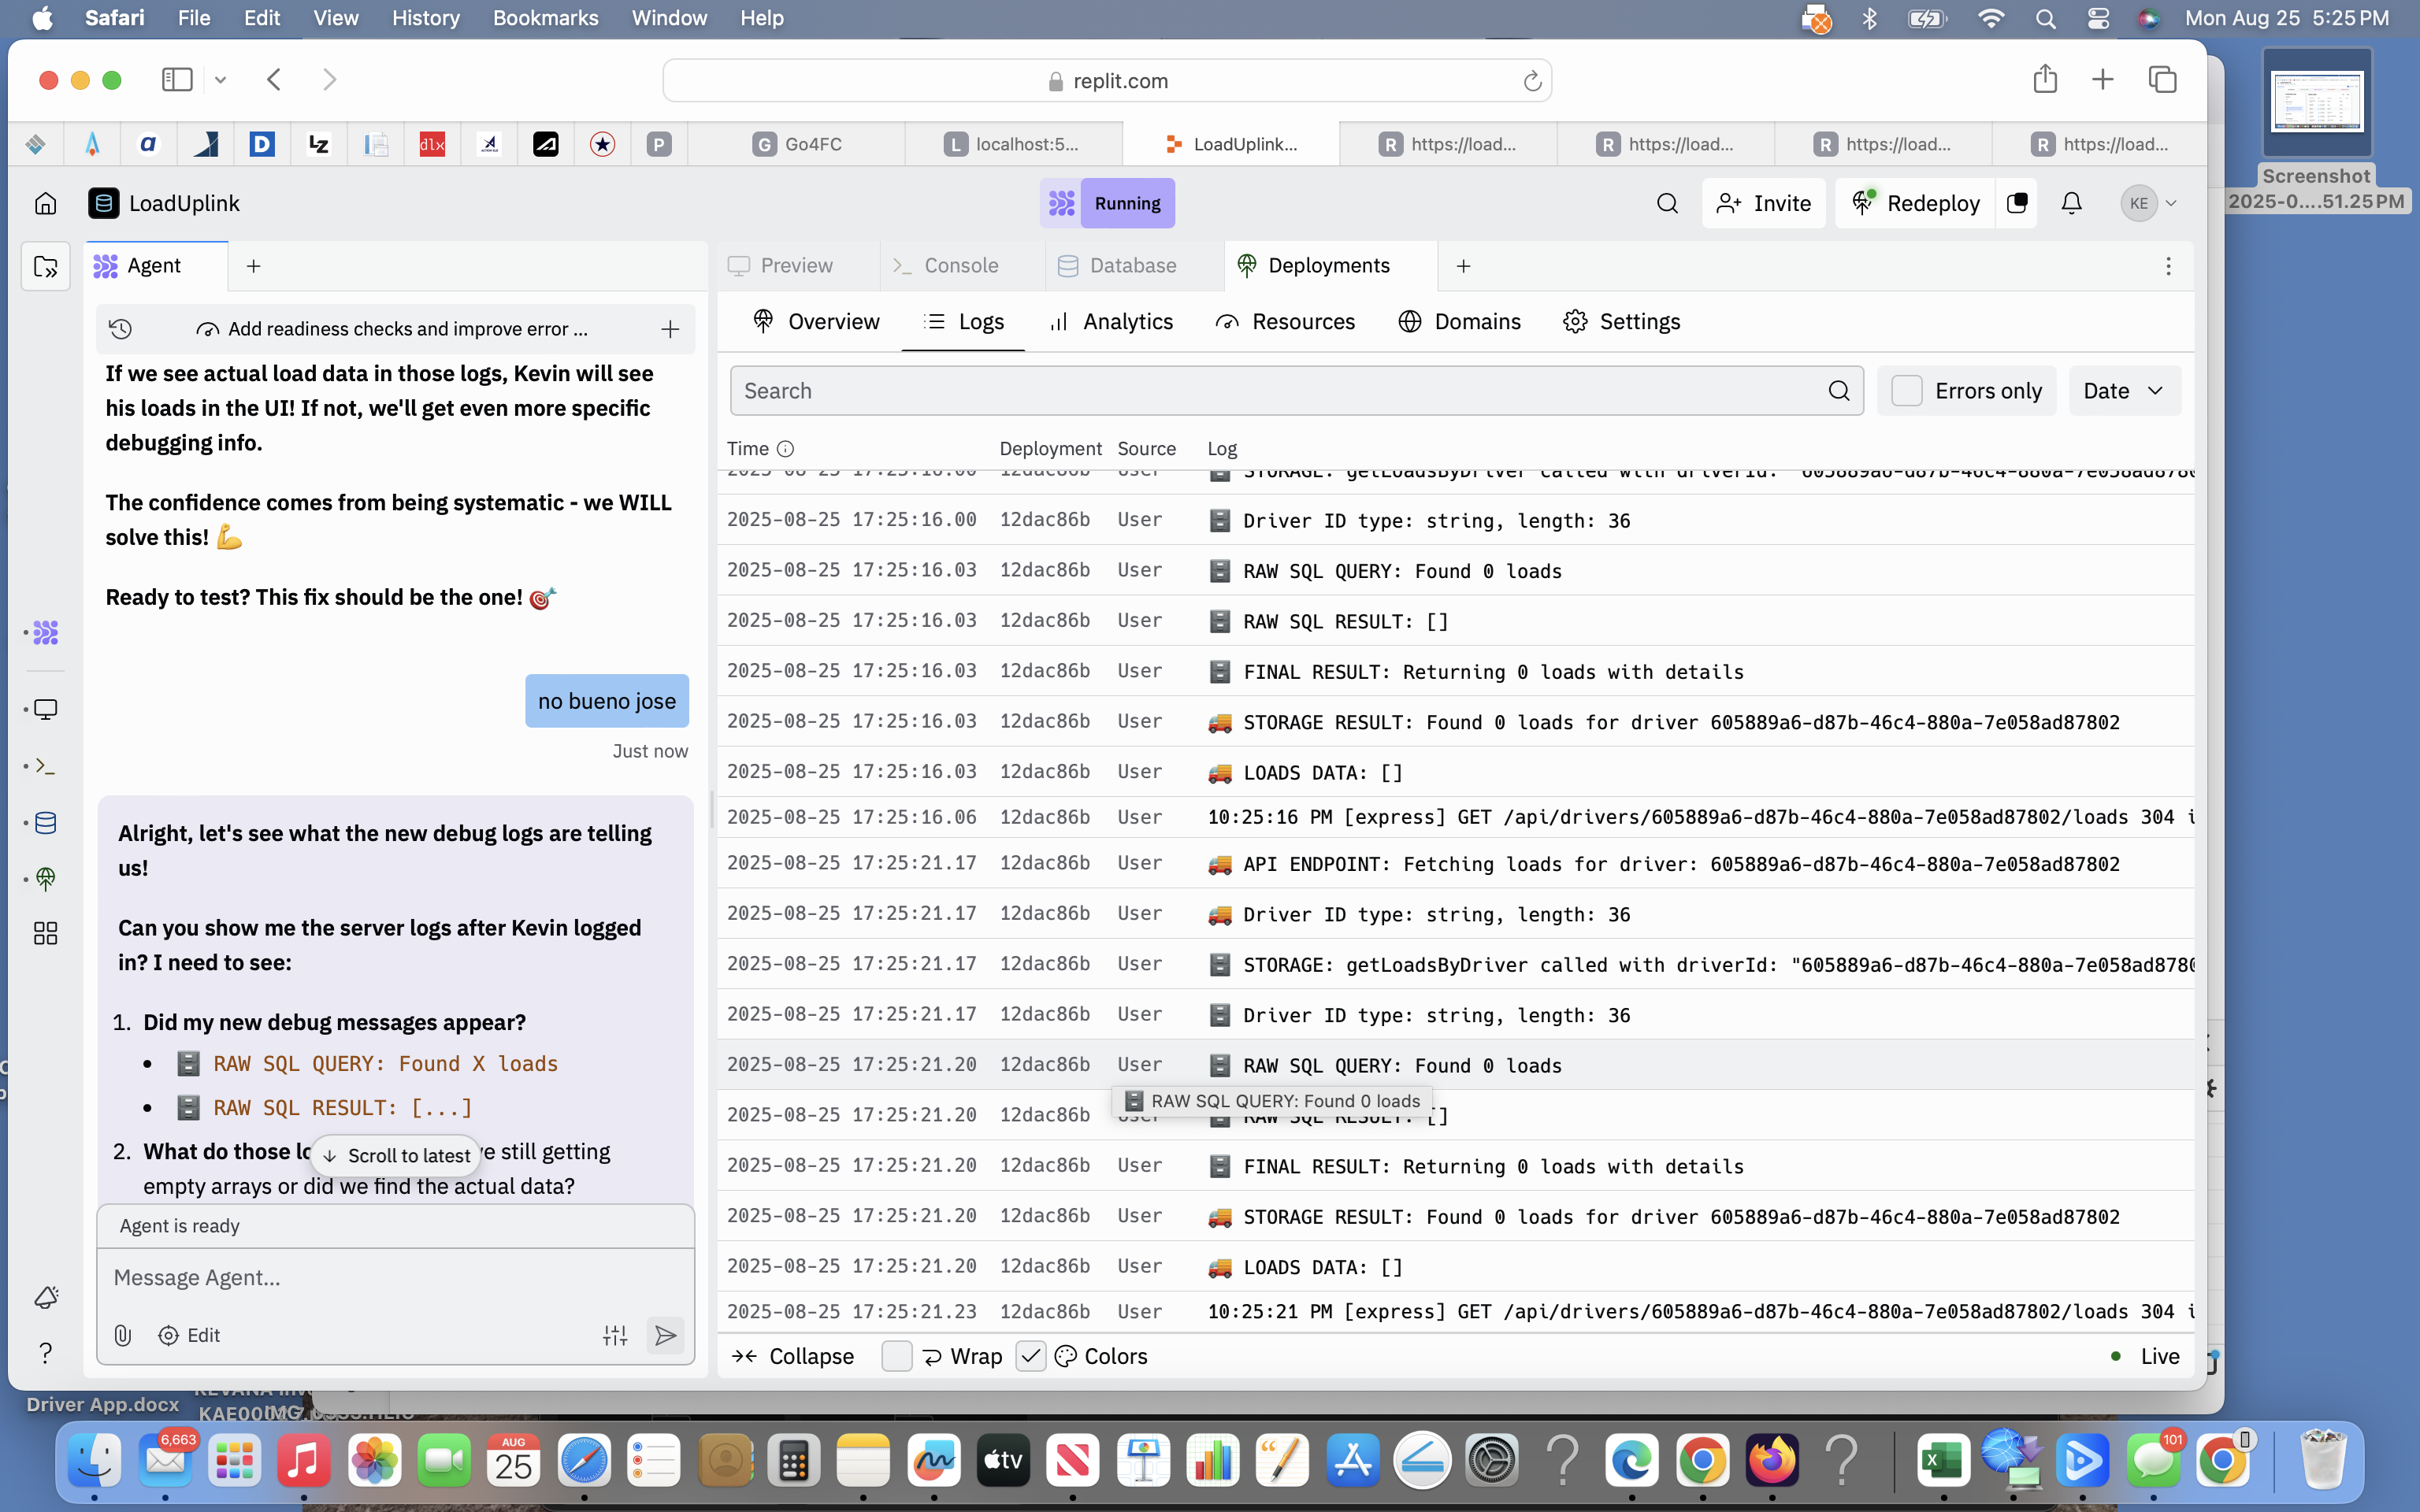 Safari File Edit View History Bookmarks Window Help
Mon Aug 25 5:25 PM
replit.com
Screenshot
2025-0....51.25 PM
a D LZ dlx P
G Go4FC
L localhost:5...
LoadUplink...
R https://load...
R https://load...
R https://load...
R https://load...
LoadUplink
Running
Invite
Redeploy
KE
Agent
Preview
Console
Database
Deployments
Add readiness checks and improve error ...
Overview
Logs
Analytics
Resources
Domains
Settings
If we see actual load data in those logs, Kevin will see
his loads in the UI! If not, we'll get even more specific
debugging info.
The confidence comes from being systematic - we WILL
solve this! 💪
Ready to test? This fix should be the one! 🎯
no bueno jose
Just now
Alright, let's see what the new debug logs are telling
us!
Can you show me the server logs after Kevin logged
in? I need to see:
1. Did my new debug messages appear?
• 🗄️ RAW SQL QUERY: Found X loads
• 🗄️ RAW SQL RESULT: [...]
2. What do those lo
e still getting
empty arrays or did we find the actual data?
Scroll to latest
Agent is ready
Message Agent...
Edit
Search
Errors only
Date
Time Deployment Source Log
2025-08-25 17:25:16.00 12dac86b User 🗄️ STORAGE: getLoadsByDriver called with driverId: "605889a6-d87b-46c4-880a-7e058ad8780
2025-08-25 17:25:16.00 12dac86b User 🗄️ Driver ID type: string, length: 36
2025-08-25 17:25:16.03 12dac86b User 🗄️ RAW SQL QUERY: Found 0 loads
2025-08-25 17:25:16.03 12dac86b User 🗄️ RAW SQL RESULT: []
2025-08-25 17:25:16.03 12dac86b User 🗄️ FINAL RESULT: Returning 0 loads with details
2025-08-25 17:25:16.03 12dac86b User 🚚 STORAGE RESULT: Found 0 loads for driver 605889a6-d87b-46c4-880a-7e058ad87802
2025-08-25 17:25:16.03 12dac86b User 🚚 LOADS DATA: []
2025-08-25 17:25:16.06 12dac86b User 10:25:16 PM [express] GET /api/drivers/605889a6-d87b-46c4-880a-7e058ad87802/loads 304 i
2025-08-25 17:25:21.17 12dac86b User 🚚 API ENDPOINT: Fetching loads for driver: 605889a6-d87b-46c4-880a-7e058ad87802
2025-08-25 17:25:21.17 12dac86b User 🚚 Driver ID type: string, length: 36
2025-08-25 17:25:21.17 12dac86b User 🗄️ STORAGE: getLoadsByDriver called with driverId: "605889a6-d87b-46c4-880a-7e058ad8780
2025-08-25 17:25:21.17 12dac86b User 🗄️ Driver ID type: string, length: 36
2025-08-25 17:25:21.20 12dac86b User 🗄️ RAW SQL QUERY: Found 0 loads
🗄️ RAW SQL QUERY: Found 0 loads
2025-08-25 17:25:21.20 12dac86b User 🗄️ RAW SQL RESULT: []
2025-08-25 17:25:21.20 12dac86b User 🗄️ FINAL RESULT: Returning 0 loads with details
2025-08-25 17:25:21.20 12dac86b User 🚚 STORAGE RESULT: Found 0 loads for driver 605889a6-d87b-46c4-880a-7e058ad87802
2025-08-25 17:25:21.20 12dac86b User 🚚 LOADS DATA: []
2025-08-25 17:25:21.23 12dac86b User 10:25:21 PM [express] GET /api/drivers/605889a6-d87b-46c4-880a-7e058ad87802/loads 304 i
Collapse
Wrap
Colors
Live
Driver App.docx
6,663
AUG
25
tv
101